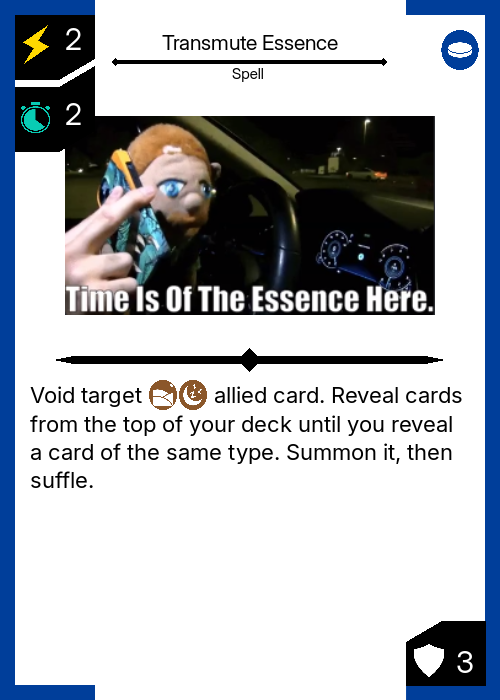 2
Transmute Essence
Spell
2
Time Is Of The Essence Here.
Void target allied card. Reveal cards
from the top of your deck until you reveal
a card of the same type. Summon it, then
suffle.
3